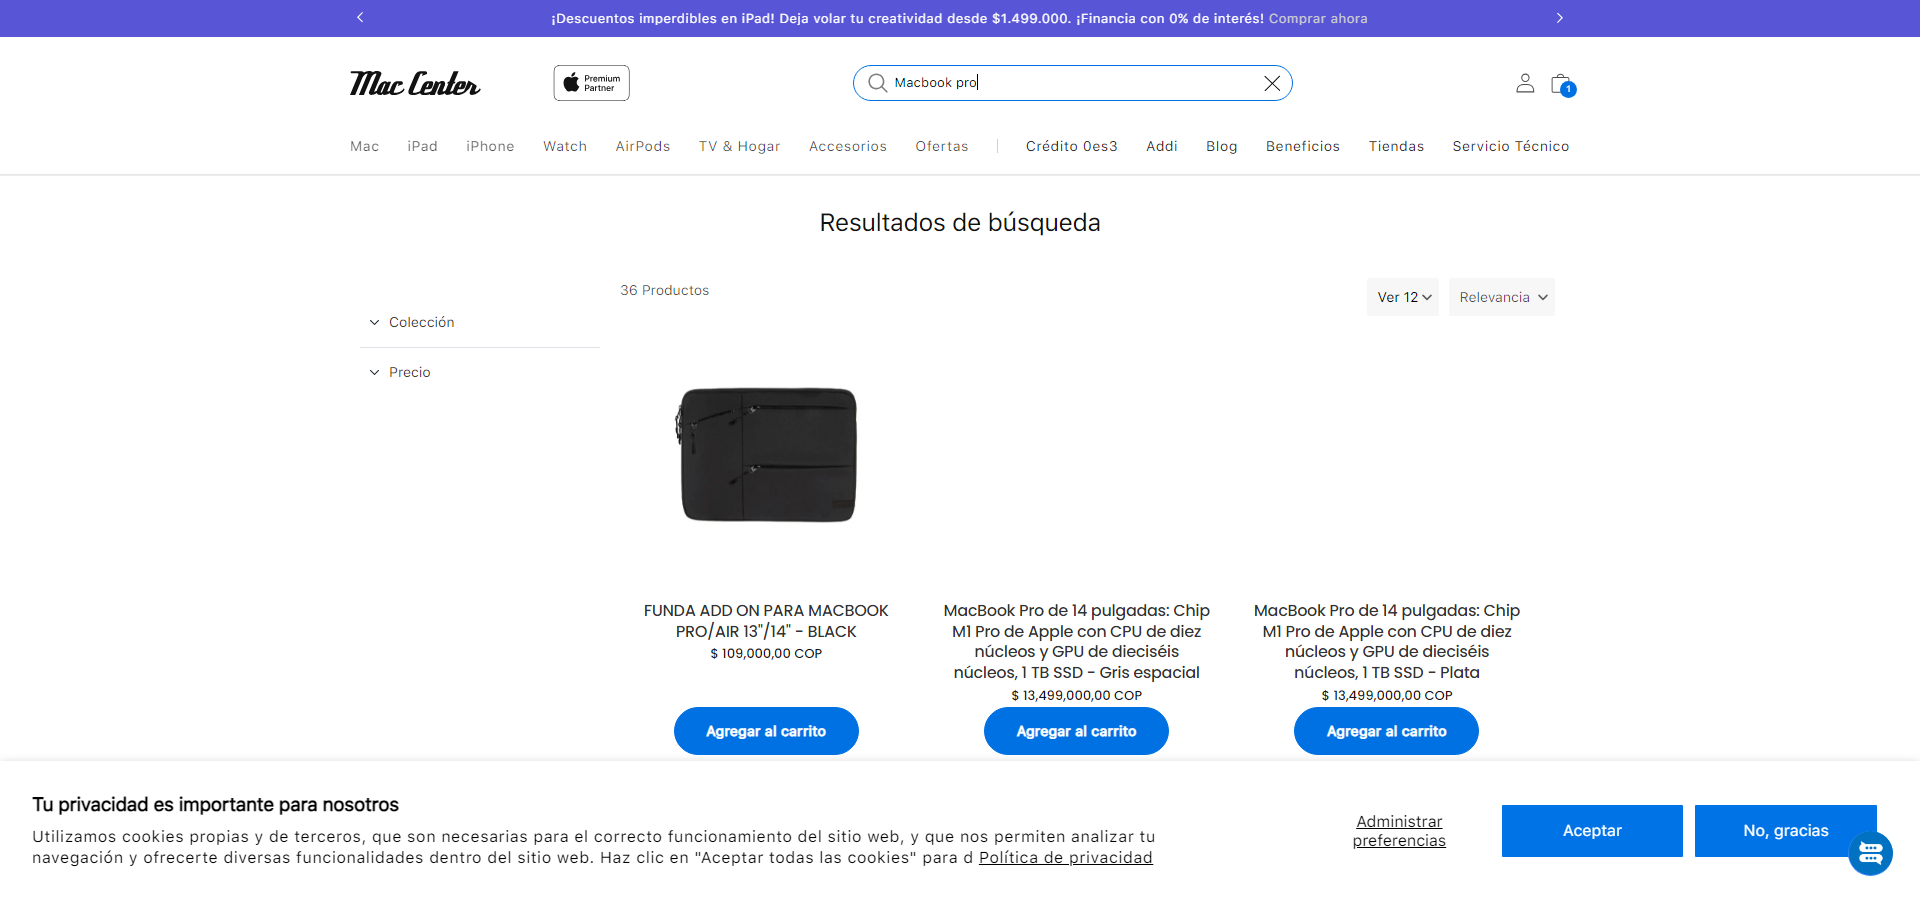 ¡Descuentos imperdibles en iPad! Deja volar tu creatividad desde $1.499.000. ¡Financia con 0% de interés! Comprar ahora
Mac Center
Premium
Partner
Macbook pro
1
Mac iPad iPhone Watch AirPods TV & Hogar Accesorios Ofertas Crédito 0es3 Addi Blog Beneficios Tiendas Servicio Técnico
Resultados de búsqueda
36 Productos
Ver 12
Relevancia
Colección
Precio
FUNDA ADD ON PARA MACBOOK
PRO/AIR 13"/14" - BLACK
$ 109,000,00 COP
Agregar al carrito
MacBook Pro de 14 pulgadas: Chip
M1 Pro de Apple con CPU de diez
núcleos y GPU de dieciséis
núcleos, 1 TB SSD - Gris espacial
$ 13,499,000,00 COP
Agregar al carrito
MacBook Pro de 14 pulgadas: Chip
M1 Pro de Apple con CPU de diez
núcleos y GPU de dieciséis
núcleos, 1 TB SSD - Plata
$ 13,499,000,00 COP
Agregar al carrito
Tu privacidad es importante para nosotros
Utilizamos cookies propias y de terceros, que son necesarias para el correcto funcionamiento del sitio web, y que nos permiten analizar tu
navegación y ofrecerte diversas funcionalidades dentro del sitio web. Haz clic en "Aceptar todas las cookies" para d Política de privacidad
Administrar
preferencias
Aceptar
No, gracias